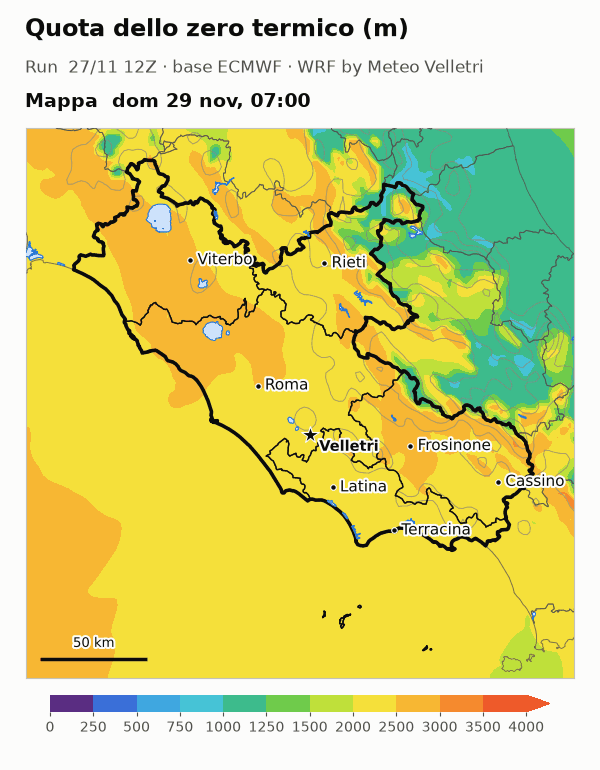 Quota dello zero termico (m)
Run  27/11 12Z · base ECMWF · WRF by Meteo Velletri
Mappa  dom 29 nov, 07:00
Viterbo
Rieti
Roma
Velletri
Frosinone
Cassino
Latina
Terracina
50 km
0 250 500 750 1000 1250 1500 2000 2500 3000 3500 4000